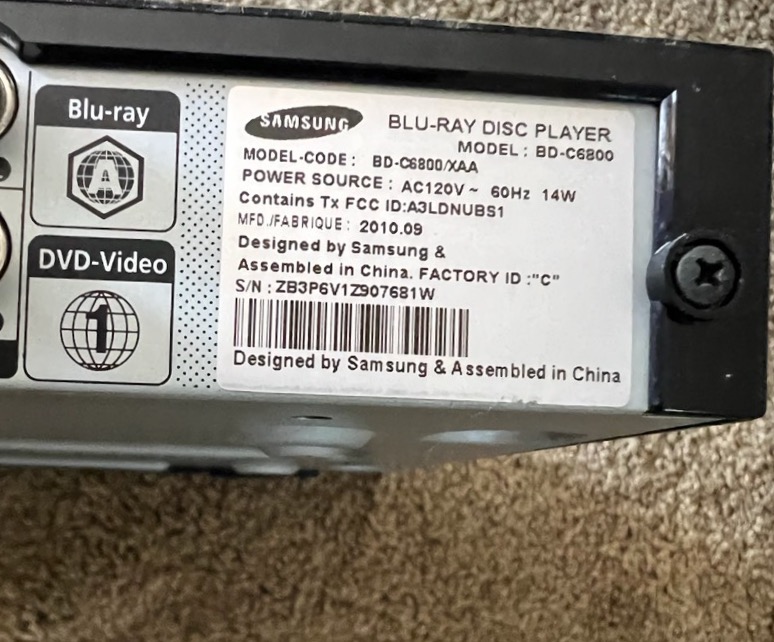 Blu-ray
A
DVD-Video
1
SAMSUNG
BLU-RAY DISC PLAYER
MODEL : BD-C6800
MODEL-CODE : BD-C6800/XAA
POWER SOURCE : AC120V ~ 60Hz 14W
Contains Tx FCC ID:A3LDNUBS1
MFD./FABRIQUE : 2010.09
Designed by Samsung &
Assembled in China. FACTORY ID :"C"
S/N : ZB3P6V1Z907681W
Designed by Samsung & Assembled in China